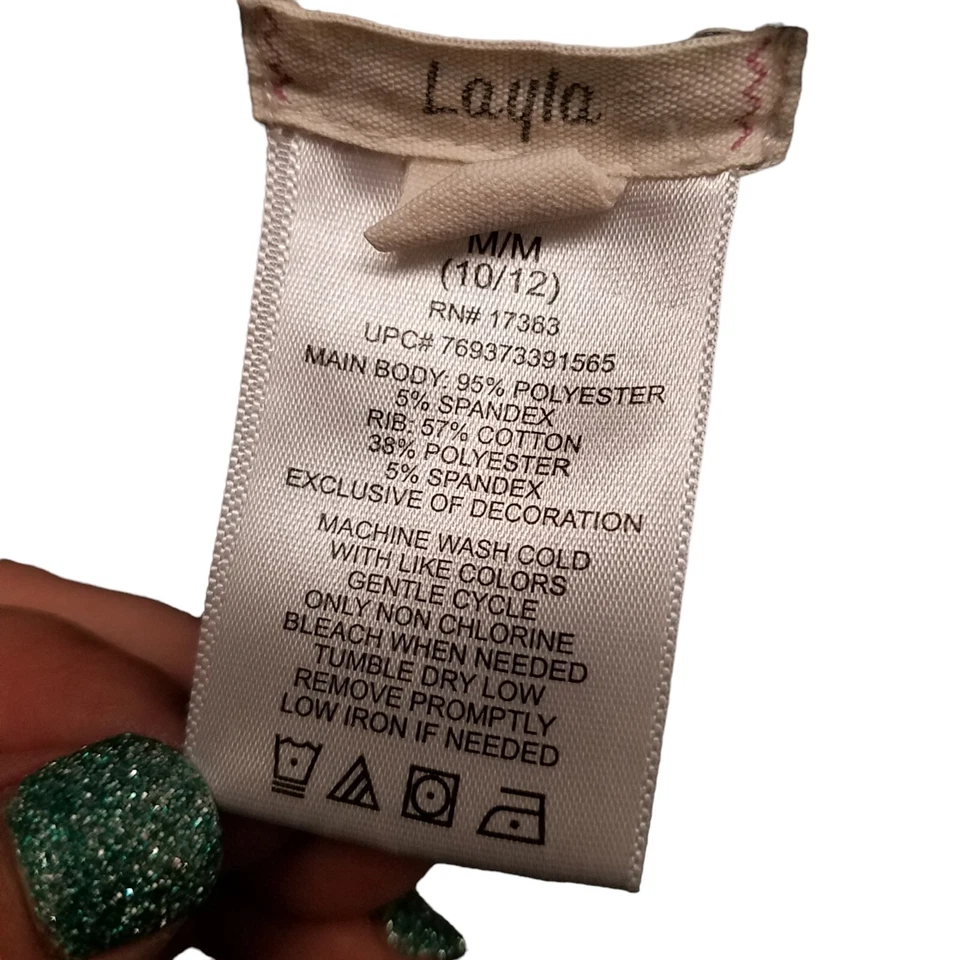 Layla
M/M
(10/12)
RN# 17363
UPC# 769373391565
MAIN BODY: 95% POLYESTER
5% SPANDEX
RIB: 57% COTTON
38% POLYESTER
5% SPANDEX
EXCLUSIVE OF DECORATION
MACHINE WASH COLD
WITH LIKE COLORS
GENTLE CYCLE
ONLY NON CHLORINE
BLEACH WHEN NEEDED
TUMBLE DRY LOW
REMOVE PROMPTLY
LOW IRON IF NEEDED